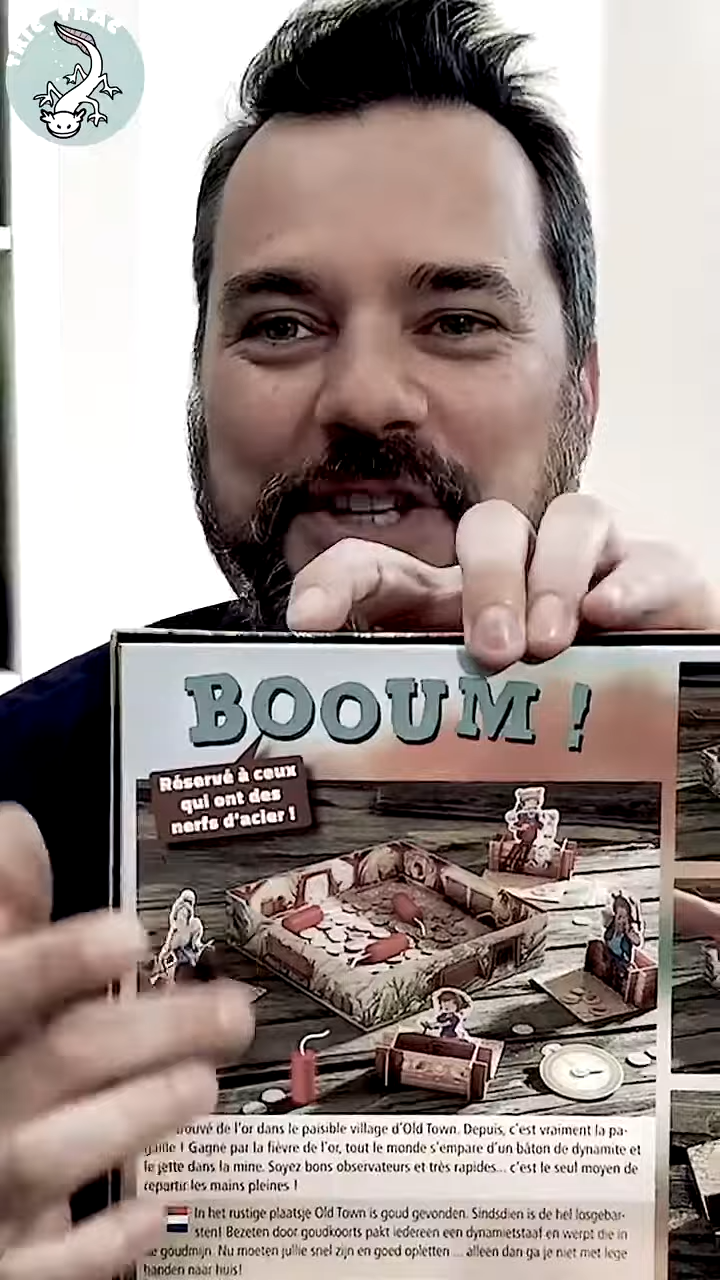 TRIC TRAC
BOOUM !
Réservé à ceux
qui ont des
nerfs d'acier !
de l'or dans le paisible village d'Old Town. Depuis, c'est vraiment la pa-
! Gagné par la fièvre de l'or, tout le monde s'empare d'un bâton de dynamite et
le jette dans la mine. Soyez bons observateurs et très rapides... c'est le seul moyen de
repartir les mains pleines !
In het rustige plaatsje Old Town is goud gevonden. Sindsdien is de hel losgebar-
sten! Bezeten door goudkoorts pakt iedereen een dynamietstaaf en werpt die in
goudmijn. Nu moeten jullie snel zijn en goed opletten ... alleen dan ga je niet met lege
handen naar huis!